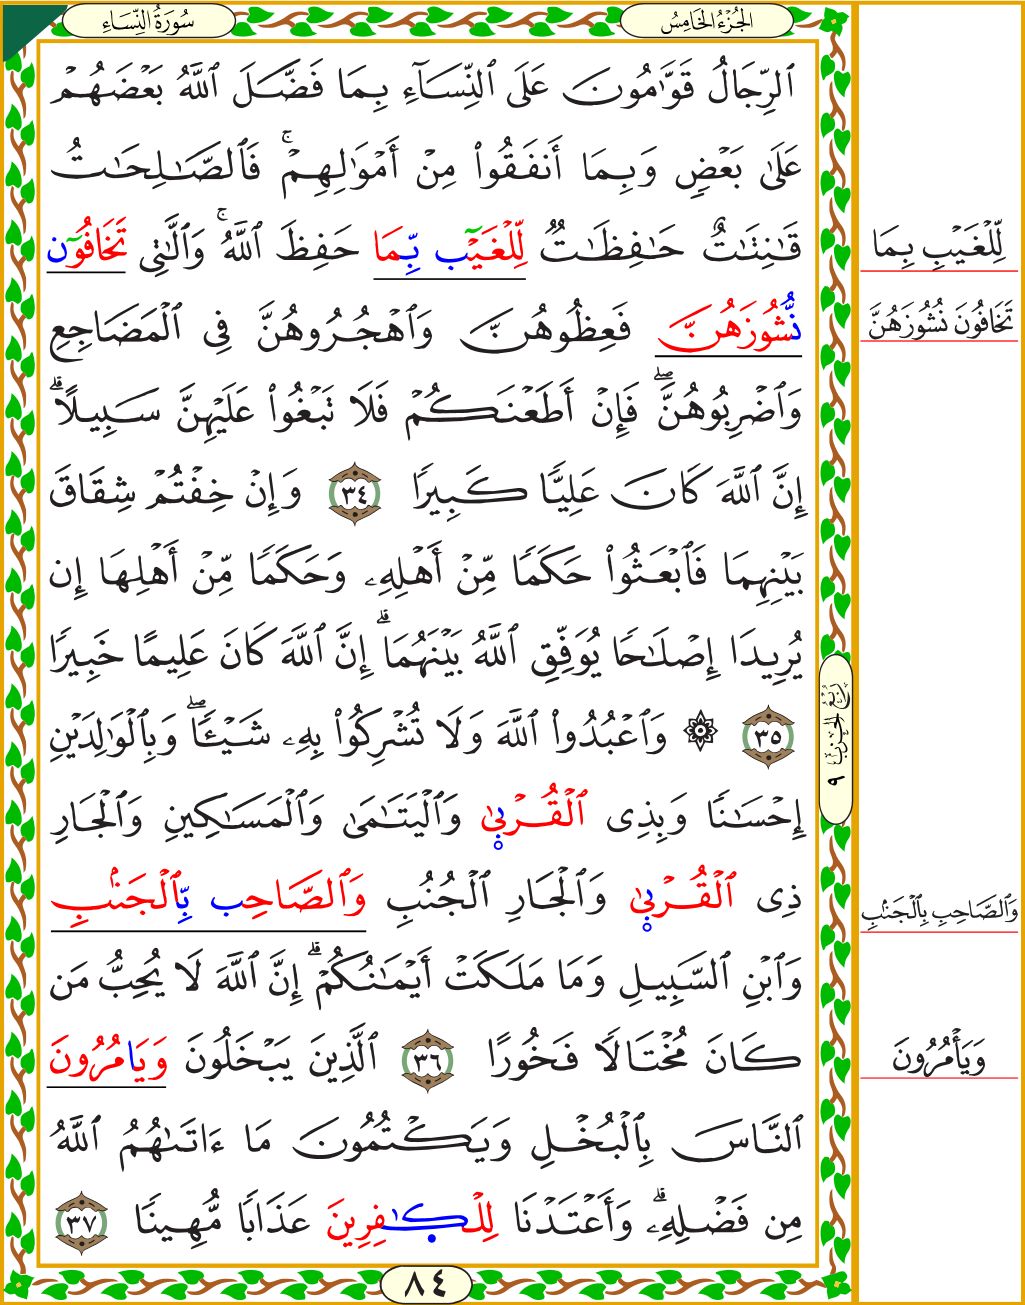 سُورَةُ النِّسَاءِ
الجُزْءُ الخَامِسُ
ٱلرِّجَالُ قَوَّٰمُونَ عَلَى ٱلنِّسَآءِ بِمَا فَضَّلَ ٱللَّهُ بَعْضَهُمْ
عَلَىٰ بَعْضٍ وَبِمَآ أَنفَقُوا۟ مِنْ أَمْوَٰلِهِمْ ۚ فَٱلصَّـٰلِحَـٰتُ
قَـٰنِتَـٰتٌ حَـٰفِظَـٰتٌ لِّلْغَيْٓب بِّمَا حَفِظَ ٱللَّهُ ۚ وَٱلَّـٰتِى تَخَافُوٓن
نُّشُوزَهُنَّ فَعِظُوهُنَّ وَٱهْجُرُوهُنَّ فِى ٱلْمَضَاجِعِ
وَٱضْرِبُوهُنَّ ۖ فَإِنْ أَطَعْنَكُمْ فَلَا تَبْغُوا۟ عَلَيْهِنَّ سَبِيلًا ۗ
إِنَّ ٱللَّهَ كَانَ عَلِيًّا كَبِيرًا ٣٤ وَإِنْ خِفْتُمْ شِقَاقَ
بَيْنِهِمَا فَٱبْعَثُوا۟ حَكَمًا مِّنْ أَهْلِهِۦ وَحَكَمًا مِّنْ أَهْلِهَآ إِن
يُرِيدَآ إِصْلَـٰحًا يُوَفِّقِ ٱللَّهُ بَيْنَهُمَآ ۗ إِنَّ ٱللَّهَ كَانَ عَلِيمًا خَبِيرًا
٣٥ ۞ وَٱعْبُدُوا۟ ٱللَّهَ وَلَا تُشْرِكُوا۟ بِهِۦ شَيْـًٔا ۖ وَبِٱلْوَٰلِدَيْنِ
إِحْسَـٰنًا وَبِذِى ٱلْقُرْبىٰ وَٱلْيَتَـٰمَىٰ وَٱلْمَسَـٰكِينِ وَٱلْجَارِ
ذِى ٱلْقُرْبىٰ وَٱلْجَارِ ٱلْجُنُبِ وَٱلصَّاحِب بِّٱلْجَنۢبِ
وَٱبْنِ ٱلسَّبِيلِ وَمَا مَلَكَتْ أَيْمَـٰنُكُمْ ۗ إِنَّ ٱللَّهَ لَا يُحِبُّ مَن
كَانَ مُخْتَالًا فَخُورًا ٣٦ ٱلَّذِينَ يَبْخَلُونَ وَيَامُرُونَ
ٱلنَّاسَ بِٱلْبُخْلِ وَيَكْتُمُونَ مَآ ءَاتَىٰهُمُ ٱللَّهُ
مِن فَضْلِهِۦ ۗ وَأَعْتَدْنَا لِلْكَـٰفِرِينَ عَذَابًا مُّهِينًا ٣٧
٨٤
رُبْعُ الحِزْبِ ٩
لِّلْغَيْبِ بِمَا
تَخَافُونَ نُشُوزَهُنَّ
وَٱلصَّاحِبِ بِٱلْجَنۢبِ
وَيَأْمُرُونَ